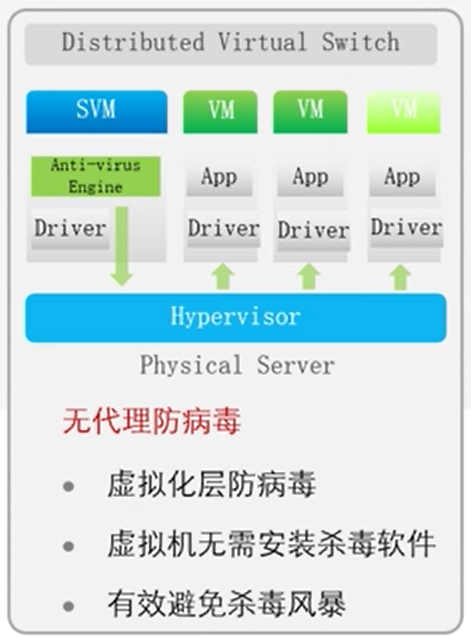 Distributed Virtual Switch
SVM VM VM VM
Anti-virus
Engine
App App App
Driver Driver Driver Driver
Hypervisor
Physical Server
无代理防病毒
• 虚拟化层防病毒
• 虚拟机无需安装杀毒软件
• 有效避免杀毒风暴